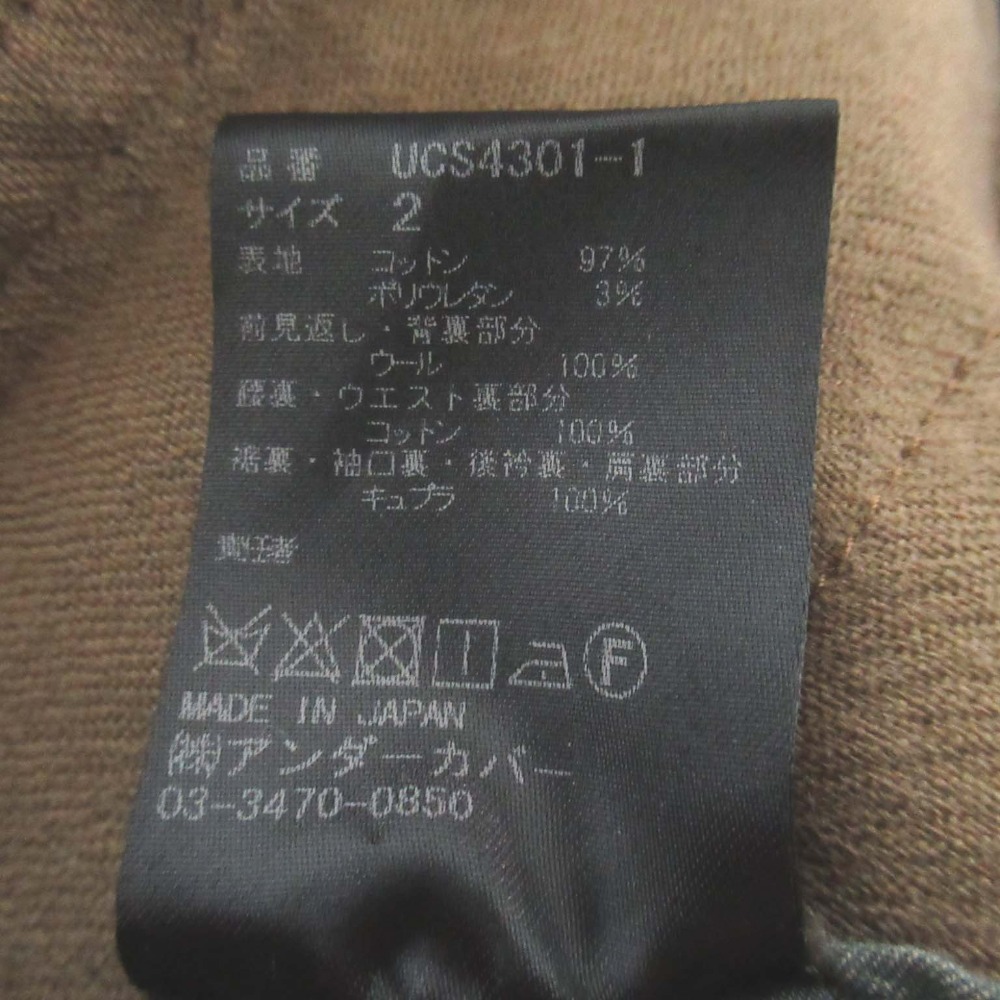 品番 UCS4301-1
サイズ 2
表地 コットン 97%
ポリウレタン 3%
前見返し・背裏部分
ウール 100%
腰裏・ウエスト裏部分
コットン 100%
裾裏・袖口裏・後衿裏・肩裏部分
キュプラ 100%
責任者
F
MADE IN JAPAN
㈱アンダーカバー
03-3470-0850